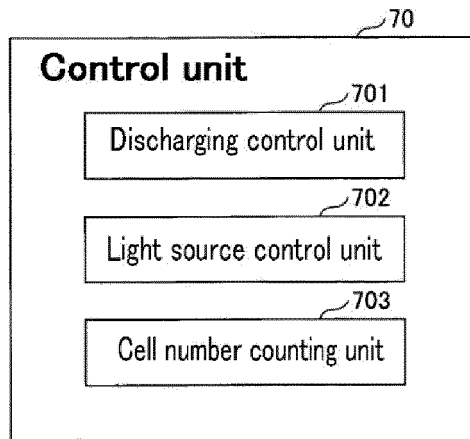 70
Control unit
701
Discharging control unit
702
Light source control unit
703
Cell number counting unit